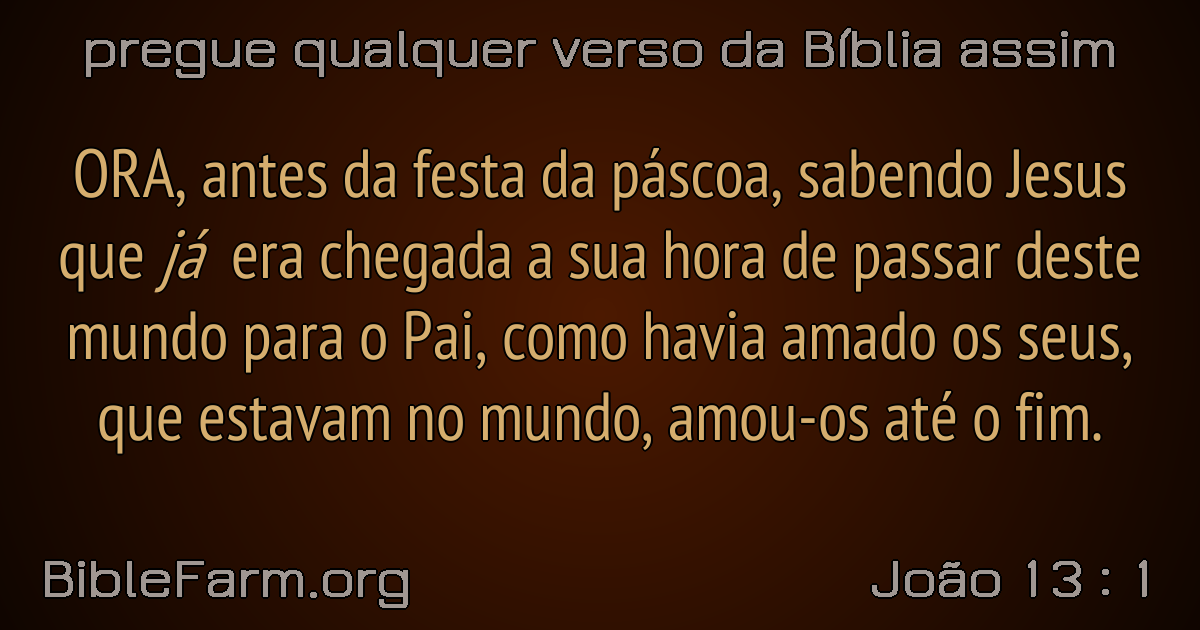 pregue qualquer verso da Bíblia assim
ORA, antes da festa da páscoa, sabendo Jesus
que já era chegada a sua hora de passar deste
mundo para o Pai, como havia amado os seus,
que estavam no mundo, amou-os até o fim.
BibleFarm.org
João 13 : 1